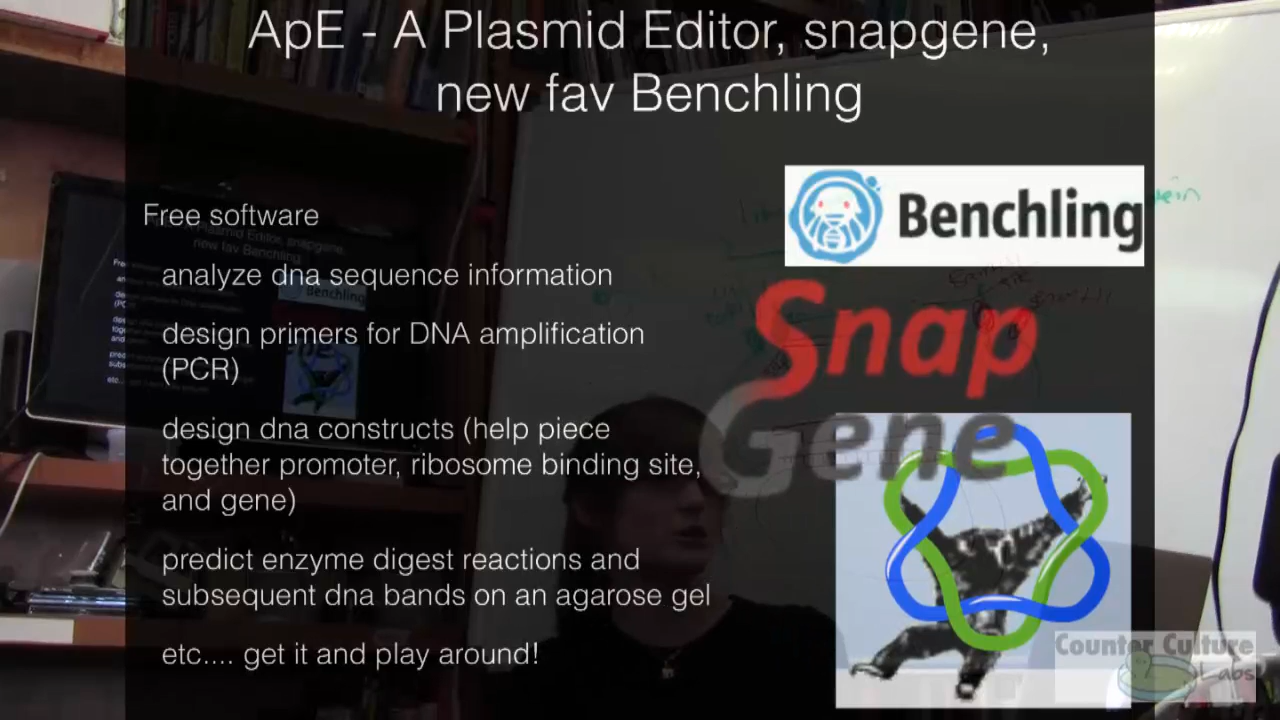 ApE - A Plasmid Editor, snapgene,
new fav Benchling
Free software
analyze dna sequence information
design primers for DNA amplification
(PCR)
design dna constructs (help piece
together promoter, ribosome binding site,
and gene)
predict enzyme digest reactions and
subsequent dna bands on an agarose gel
etc.... get it and play around!
Benchling
Snap
Gene
Counter Culture
Labs